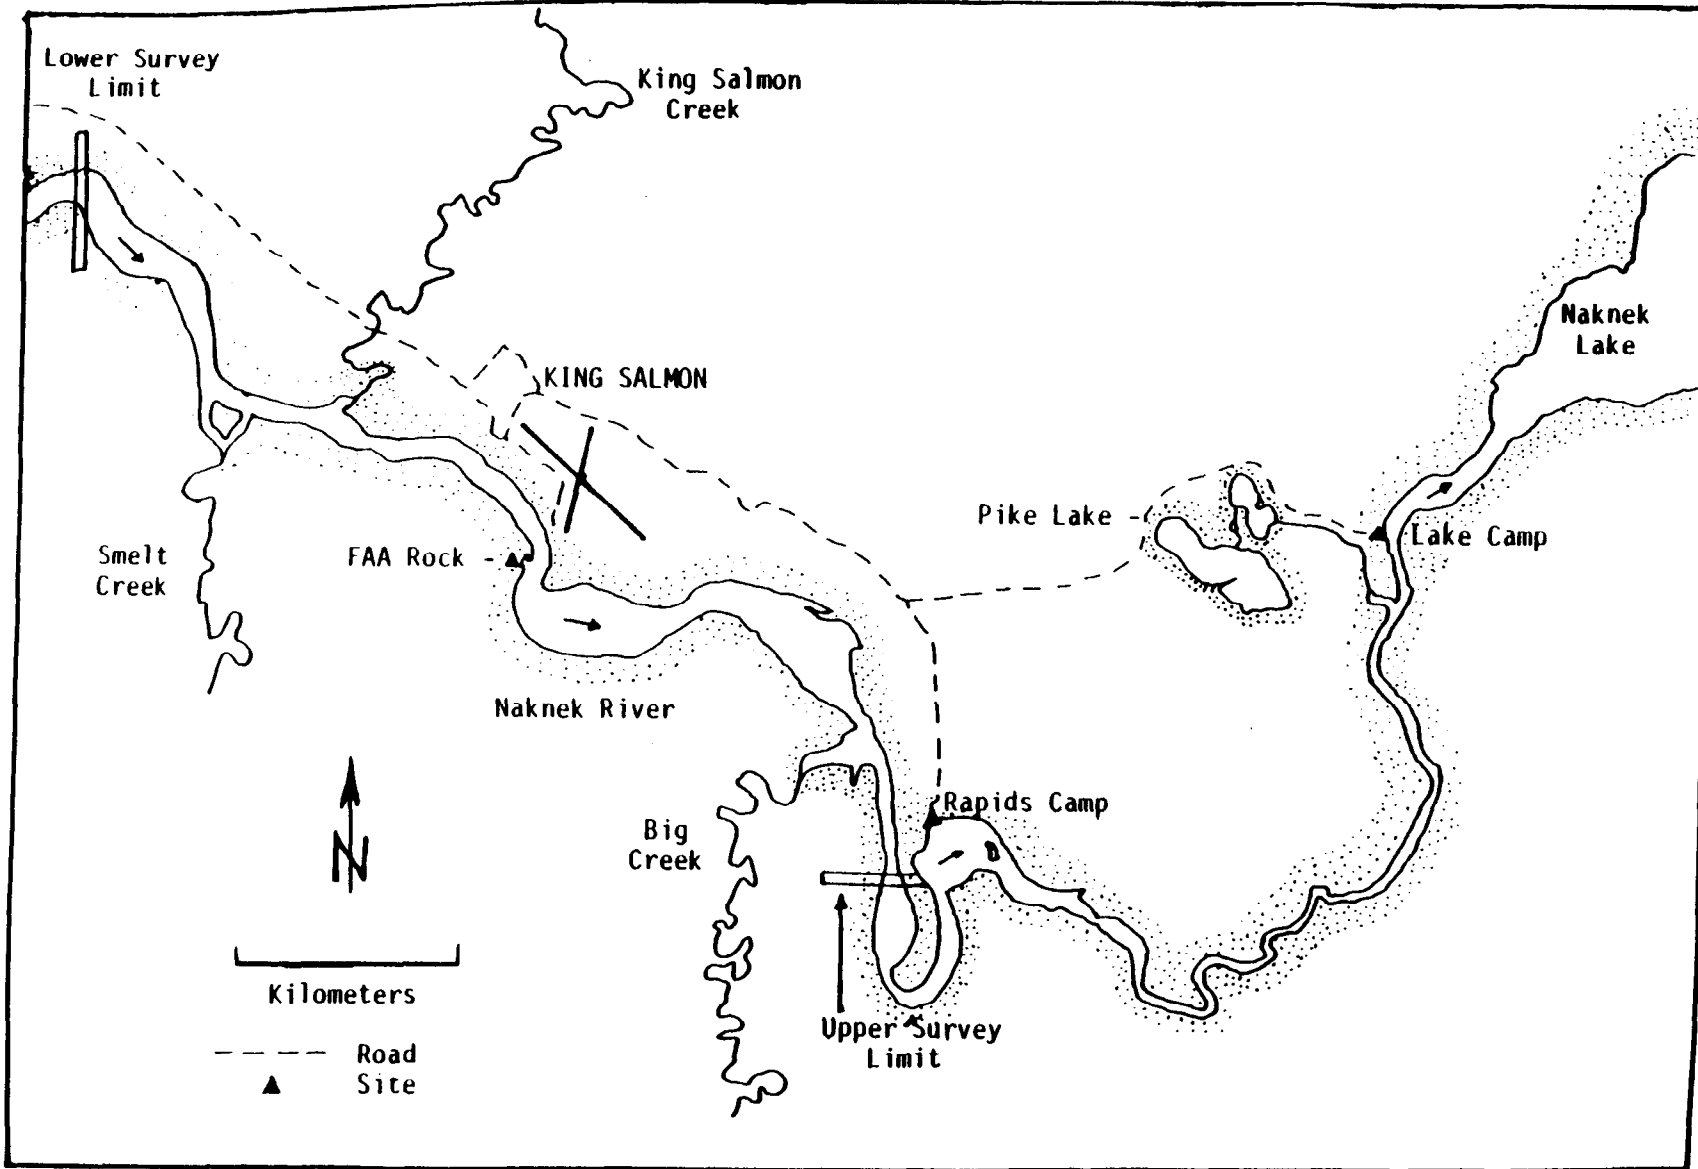 Lower Survey
Limit
King Salmon
Creek
Naknek
Lake
KING SALMON
Pike Lake
Lake Camp
FAA Rock
Smelt
Creek
Naknek River
Rapids Camp
Big
Creek
N
Kilometers
Upper Survey
Limit
Road
Site